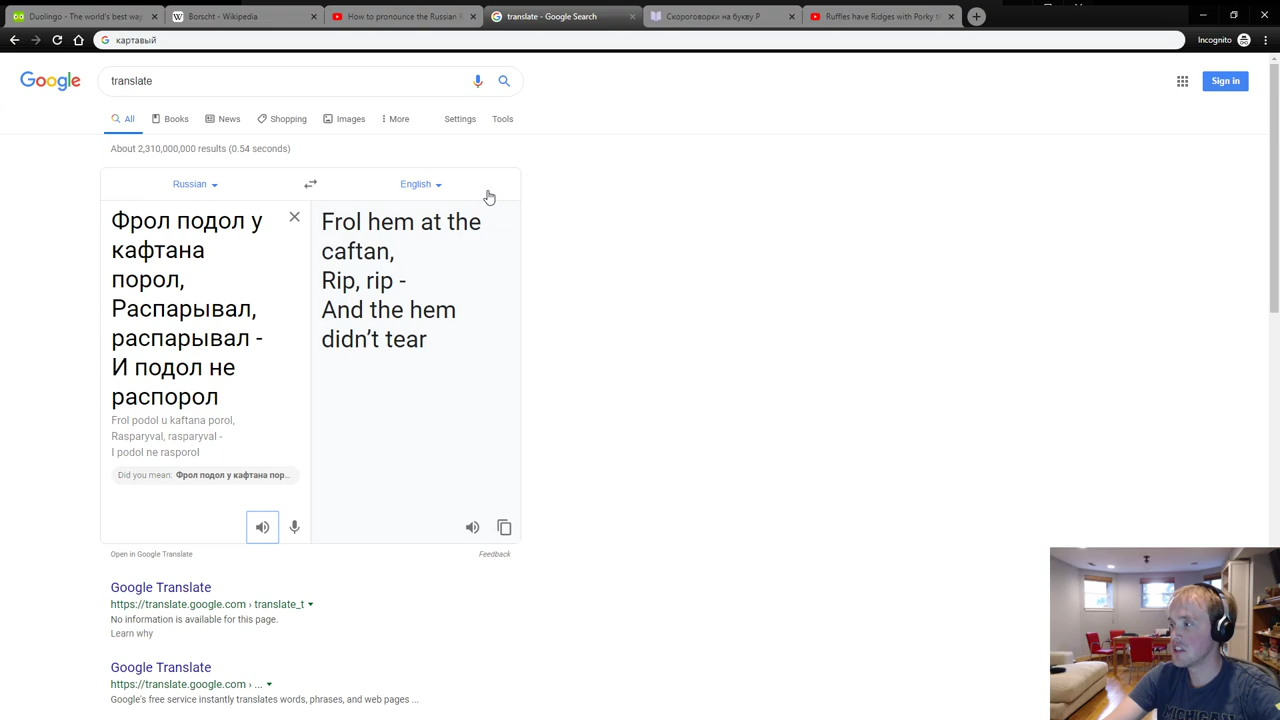 Duolingo - The world's best way
Borscht - Wikipedia
How to pronounce the Russian R
translate - Google Search
Скороговорки на букву Р
Ruffles have Ridges with Porky
картавый
Incognito
Google
translate
Sign in
All
Books
News
Shopping
Images
More
Settings
Tools
About 2,310,000,000 results (0.54 seconds)
Russian
English
Фрол подол у
кафтана
порол,
Распарывал,
распарывал -
И подол не
распорол
Frol podol u kaftana porol,
Rasparyval, rasparyval -
I podol ne rasporol
Did you mean: Фрол подол у кафтана пор...
Frol hem at the
caftan,
Rip, rip -
And the hem
didn't tear
Open in Google Translate
Feedback
Google Translate
https://translate.google.com › translate_t
No information is available for this page.
Learn why
Google Translate
https://translate.google.com › ...
Google's free service instantly translates words, phrases, and web pages ...
MICHIGAN